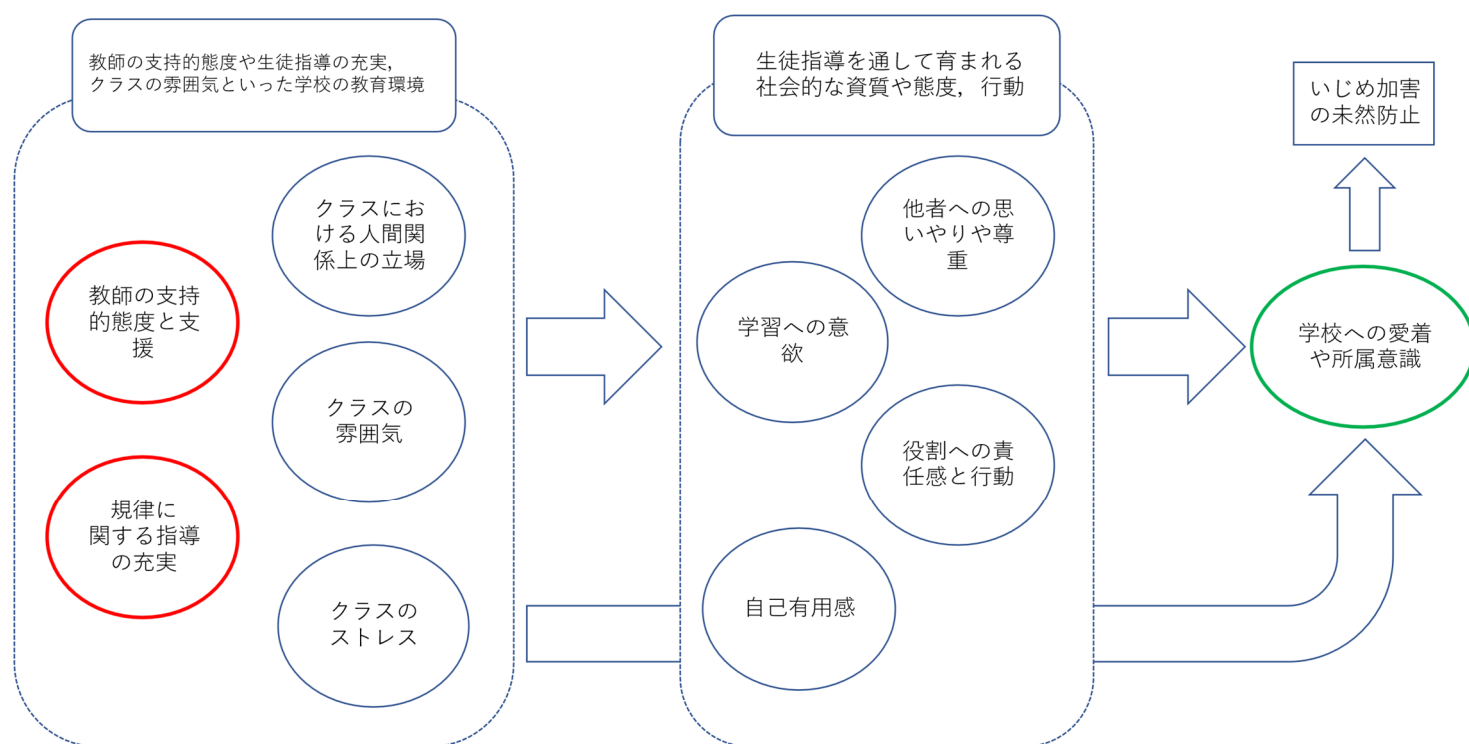 教師の支持的態度や生徒指導の充実，
クラスの雰囲気といった学校の教育環境
クラスにお
ける人間関
係上の立場
教師の支持
的態度と支
援
クラスの
雰囲気
規律に
関する指導
の充実
クラスの
ストレス
生徒指導を通して育まれる
社会的な資質や態度，行動
他者への思
いやりや尊
重
学習への意
欲
役割への責
任感と行動
自己有用感
いじめ加害
の未然防止
学校への愛着
や所属意識